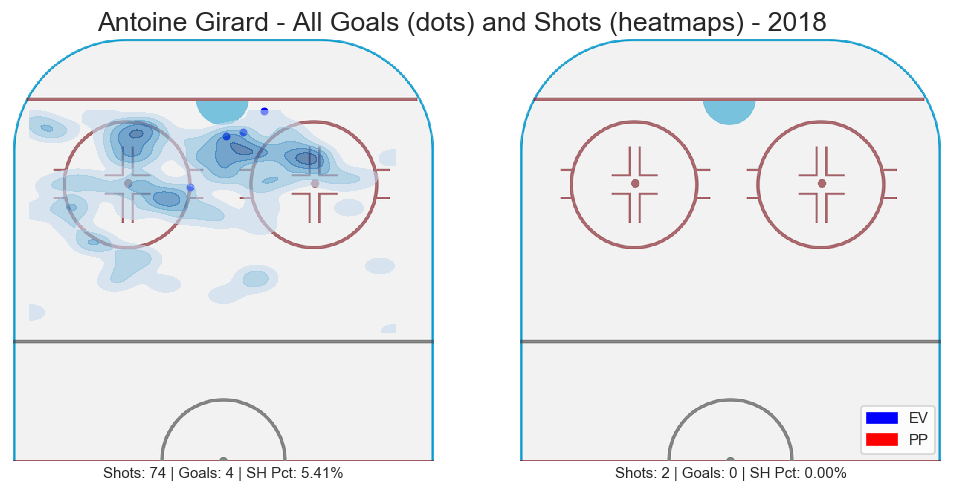 Antoine Girard - All Goals (dots) and Shots (heatmaps) - 2018
EV
PP
Shots: 74 | Goals: 4 | SH Pct: 5.41%
Shots: 2 | Goals: 0 | SH Pct: 0.00%